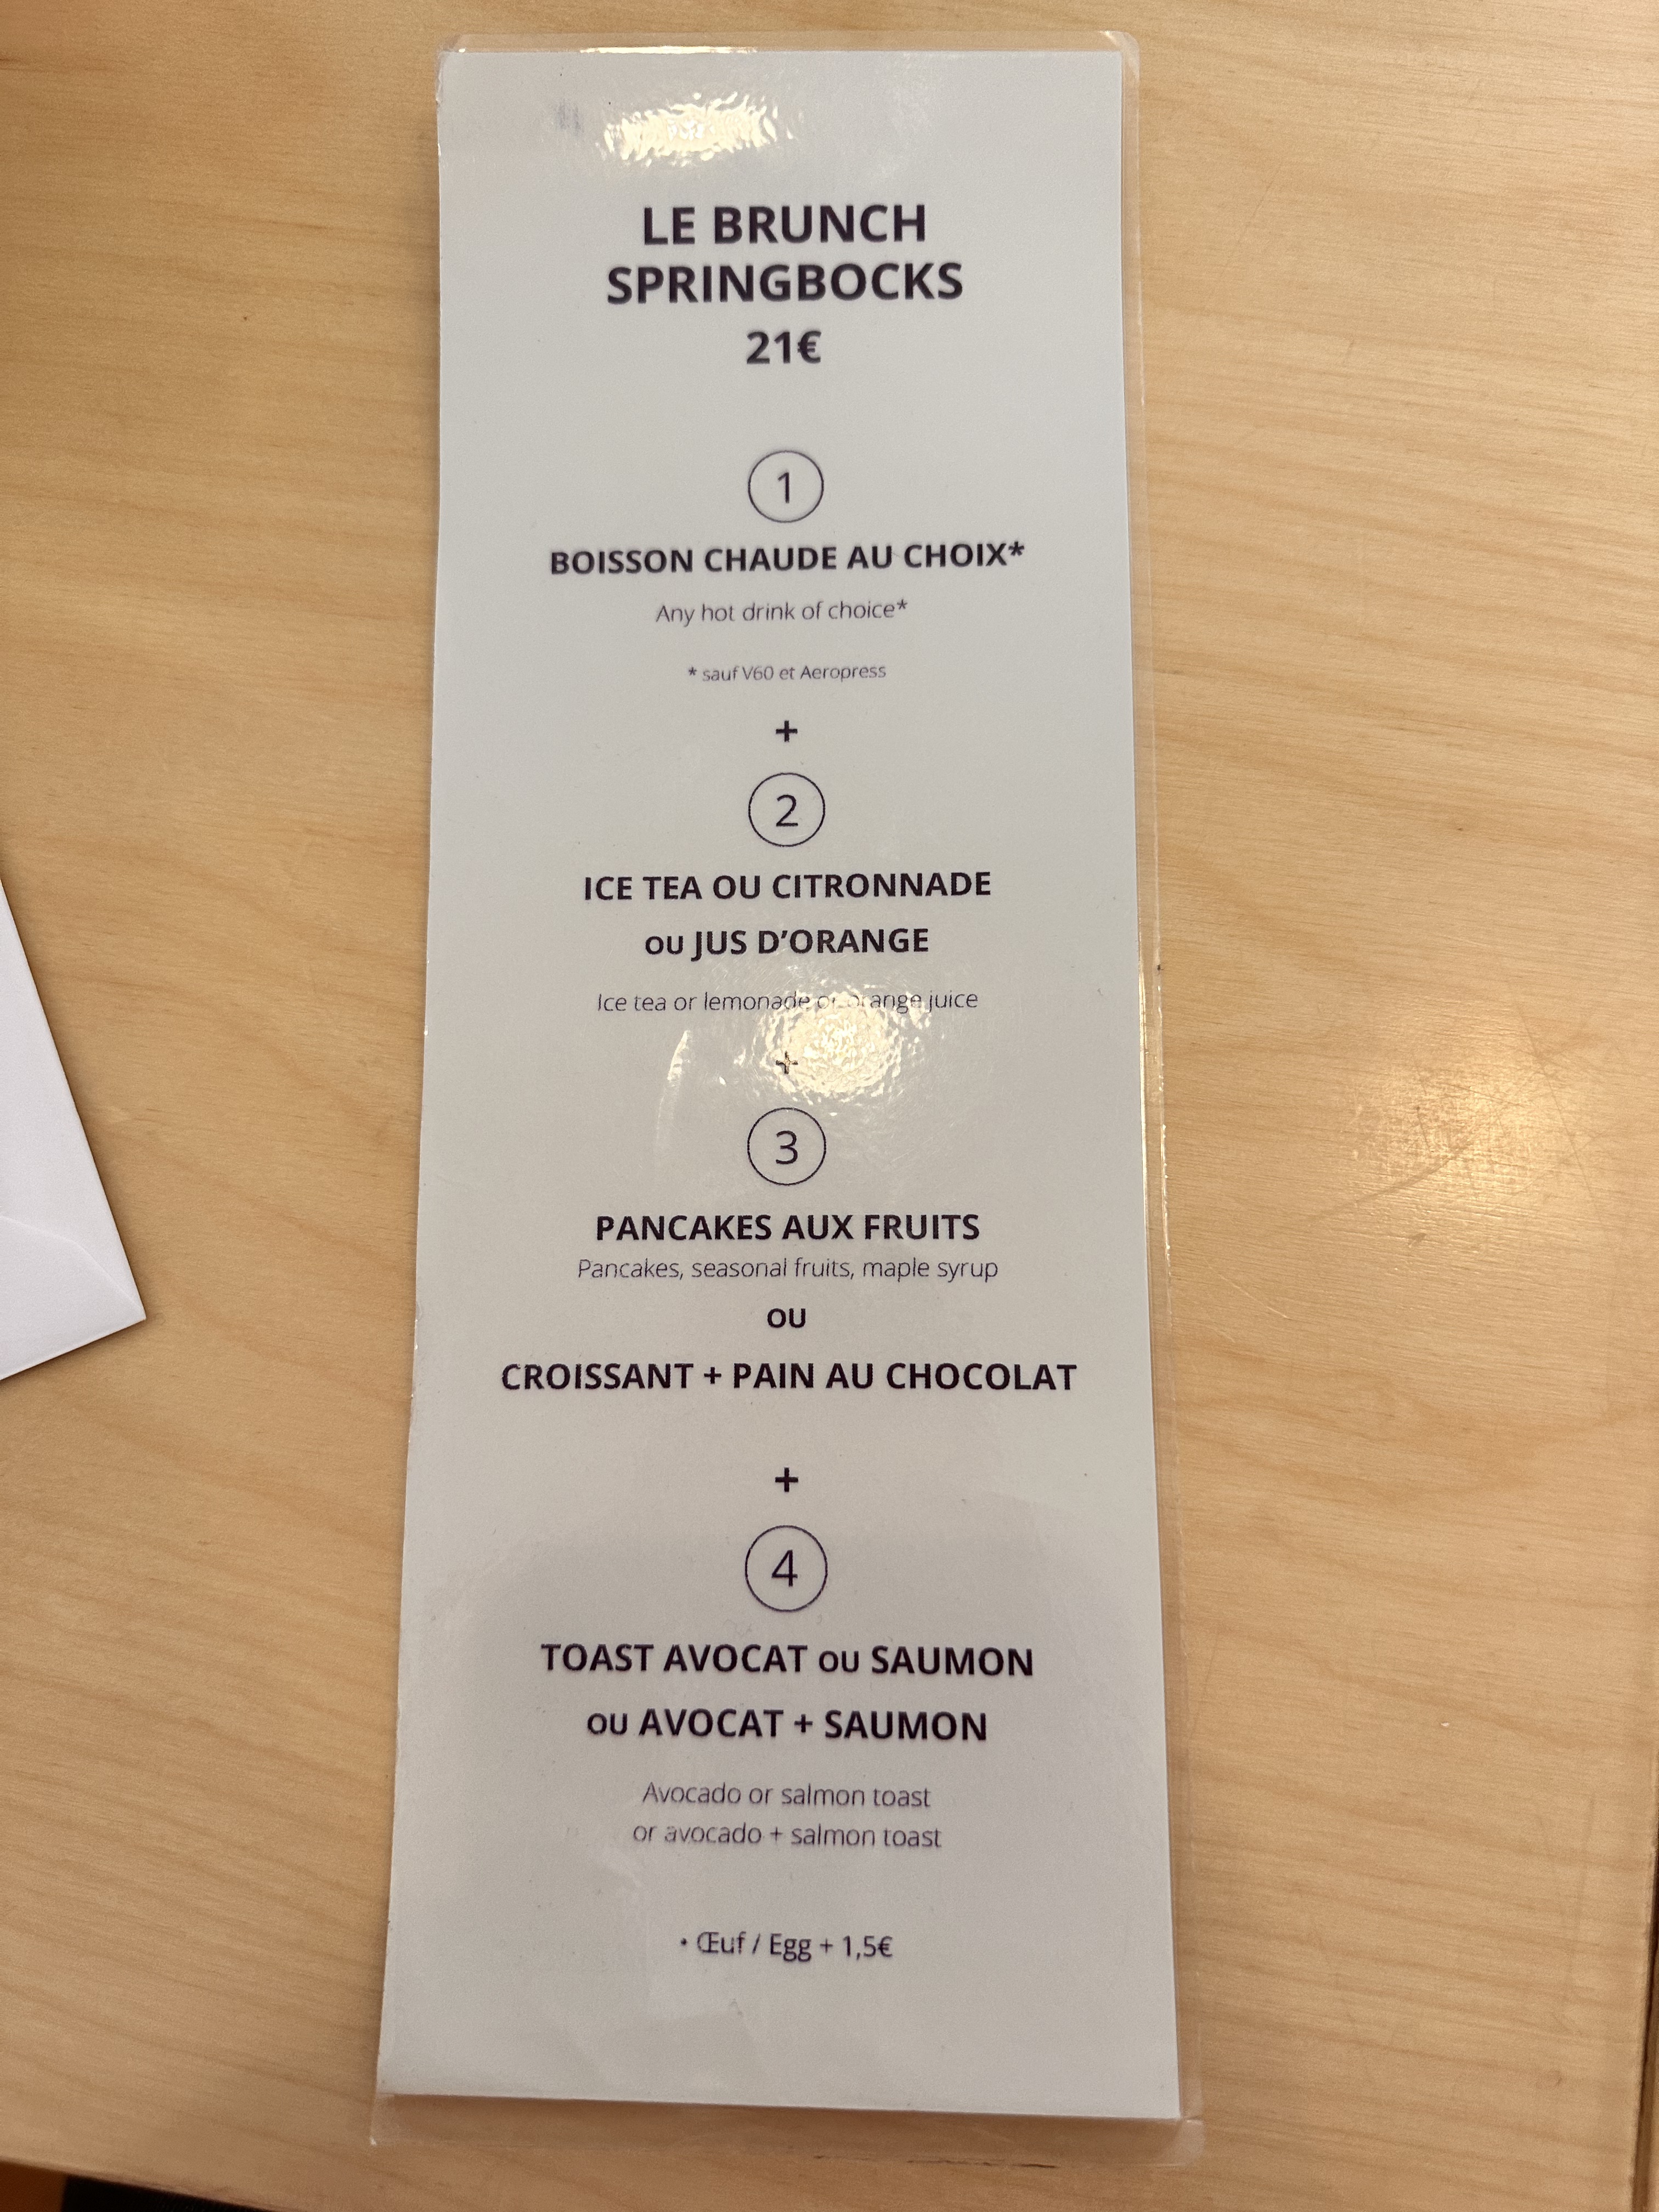 LE BRUNCH
SPRINGBOCKS
21€
1
BOISSON CHAUDE AU CHOIX*
Any hot drink of choice*
* sauf V60 et Aeropress
+
2
ICE TEA OU CITRONNADE
OU JUS D'ORANGE
Ice tea or lemonade or orange juice
+
3
PANCAKES AUX FRUITS
Pancakes, seasonal fruits, maple syrup
OU
CROISSANT + PAIN AU CHOCOLAT
+
4
TOAST AVOCAT OU SAUMON
OU AVOCAT + SAUMON
Avocado or salmon toast
or avocado + salmon toast
• Œuf / Egg + 1,5€